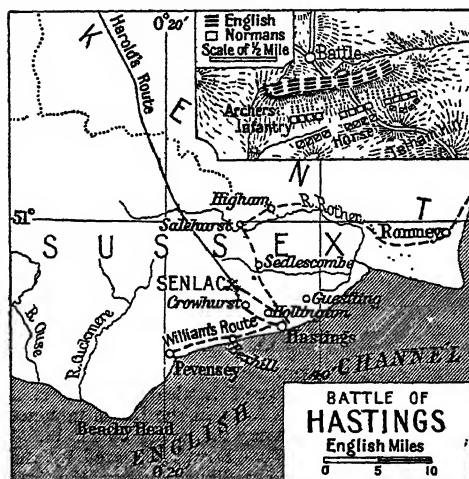 0°20'
English
Normans
Scale of ½ Mile
Battle
Archers
Infantry
Horse
Telham Hill
K E N T
Harold's Route
Higham
R. Rother
51°
Salehurst
Romney
S U S S E X
Sedlescombe
SENLAC
Crowhurst
Guestling
Hollington
R. Ouse
R. Cuckmere
William's Route
Hastings
Bexhill
Pevensey
ENGLISH CHANNEL
Beachy Head
0°20'
BATTLE OF
HASTINGS
English Miles
0 5 10